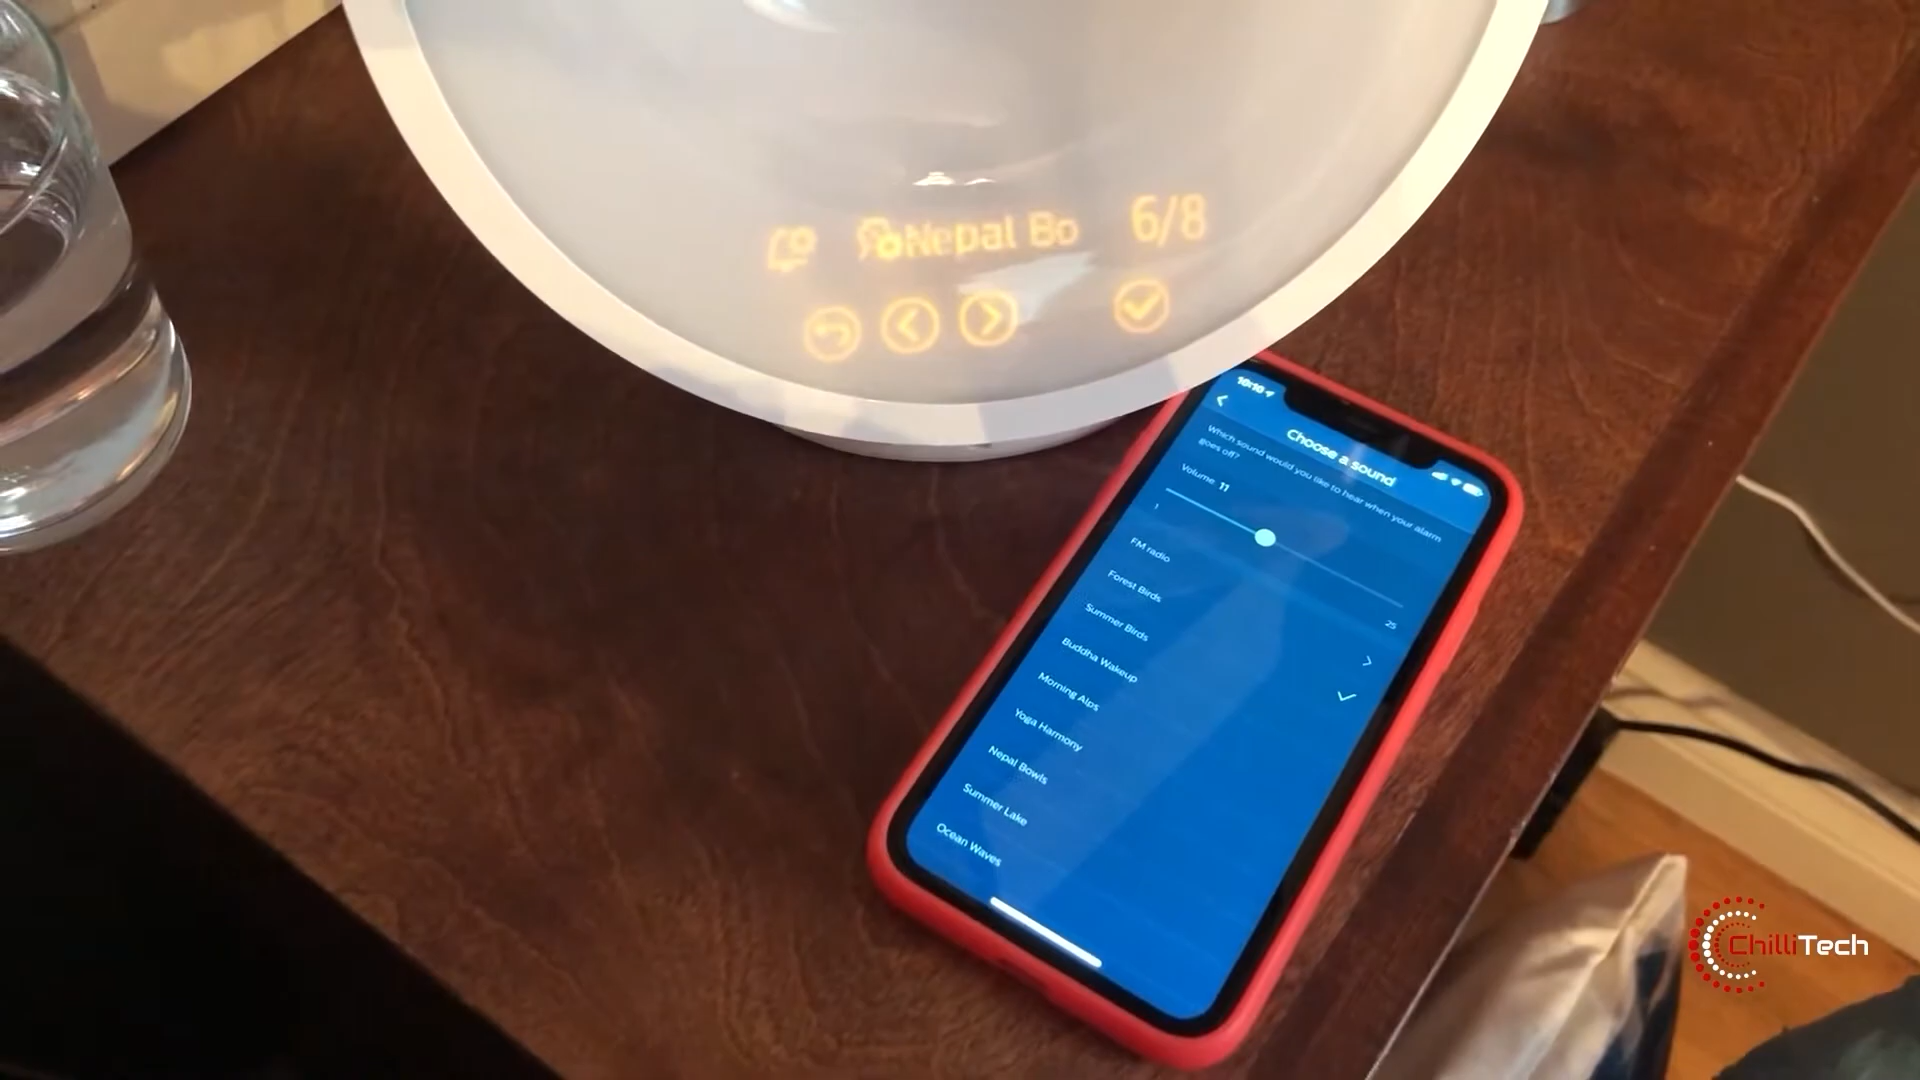 Nepal Bo 6/8
10:10
Choose a sound
Which sound would you like to hear when your alarm
goes off?
Volume 11
1
25
FM radio
Forest Birds
Summer Birds
Buddha Wakeup
Morning Alps
Yoga Harmony
Nepal Bowls
Summer Lake
Ocean Waves
ChilliTech